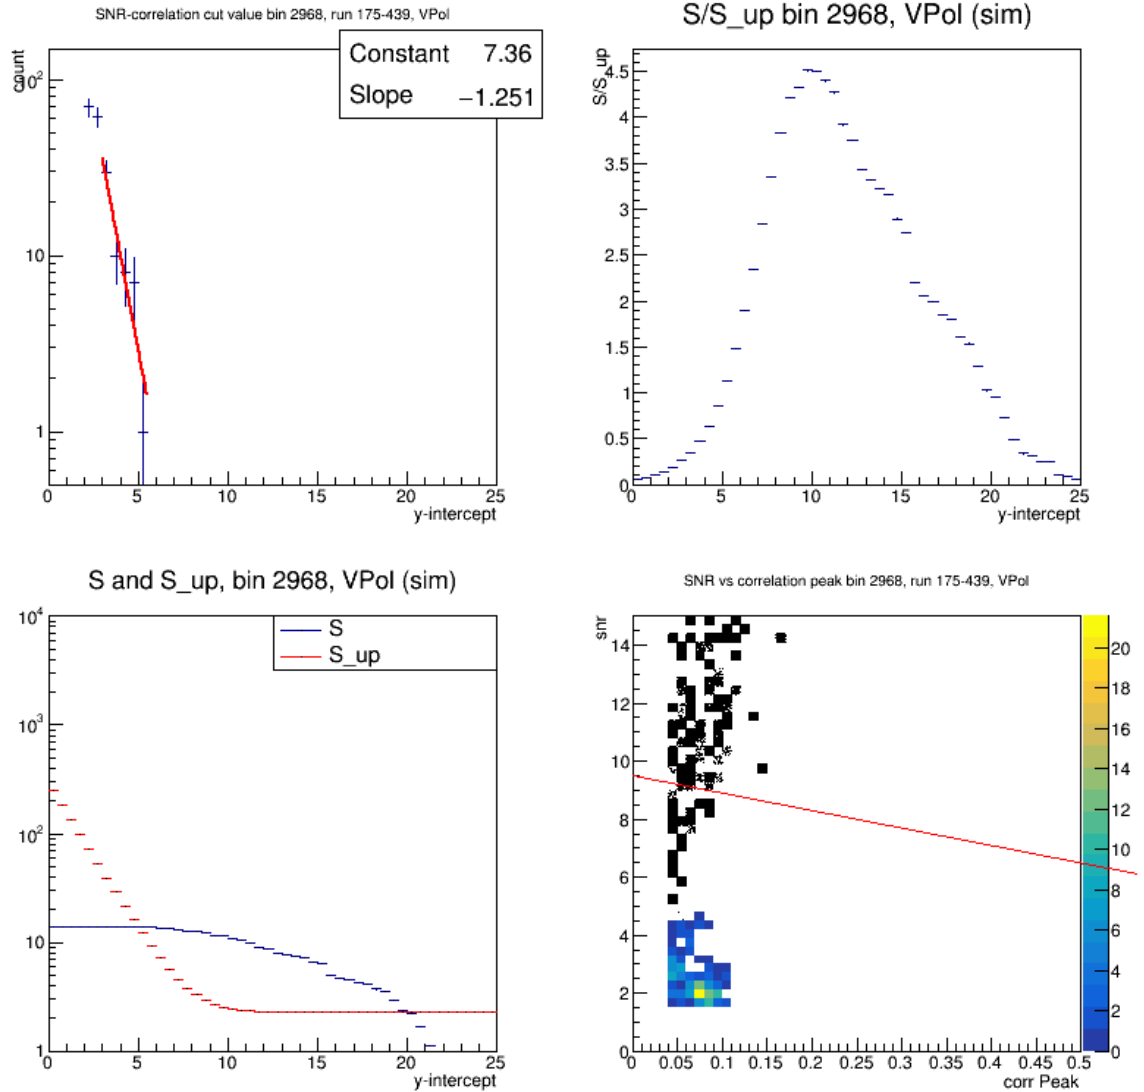 SNR-correlation cut value bin 2968, run 175-439, VPol
count
Constant 7.36
Slope −1.251
10²
10
1
0 5 10 15 20 25
y-intercept
S/S_up bin 2968, VPol (sim)
S/S_up
4.5
4
3.5
3
2.5
2
1.5
1
0.5
0
0 5 10 15 20 25
y-intercept
S and S_up, bin 2968, VPol (sim)
S
S_up
10⁴
10³
10²
10
1
0 5 10 15 20 25
y-intercept
SNR vs correlation peak bin 2968, run 175-439, VPol
snr
14
12
10
8
6
4
2
0
0 0.05 0.1 0.15 0.2 0.25 0.3 0.35 0.4 0.45 0.5
corr Peak
20
18
16
14
12
10
8
6
4
2
0